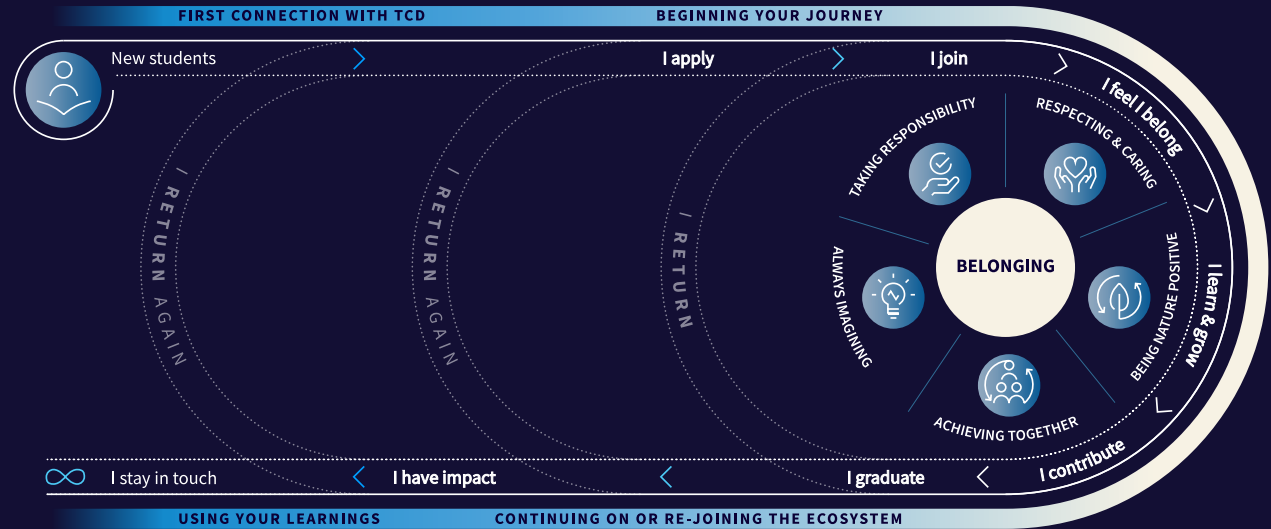 FIRST CONNECTION WITH TCD
BEGINNING YOUR JOURNEY
New students
I apply
I join
I feel I belong
I learn & grow
I contribute
I graduate
I have impact
I stay in touch
I RETURN AGAIN
I RETURN AGAIN
I RETURN
TAKING RESPONSIBILITY
RESPECTING & CARING
BEING NATURE POSITIVE
ACHIEVING TOGETHER
ALWAYS IMAGINING
BELONGING
USING YOUR LEARNINGS
CONTINUING ON OR RE-JOINING THE ECOSYSTEM